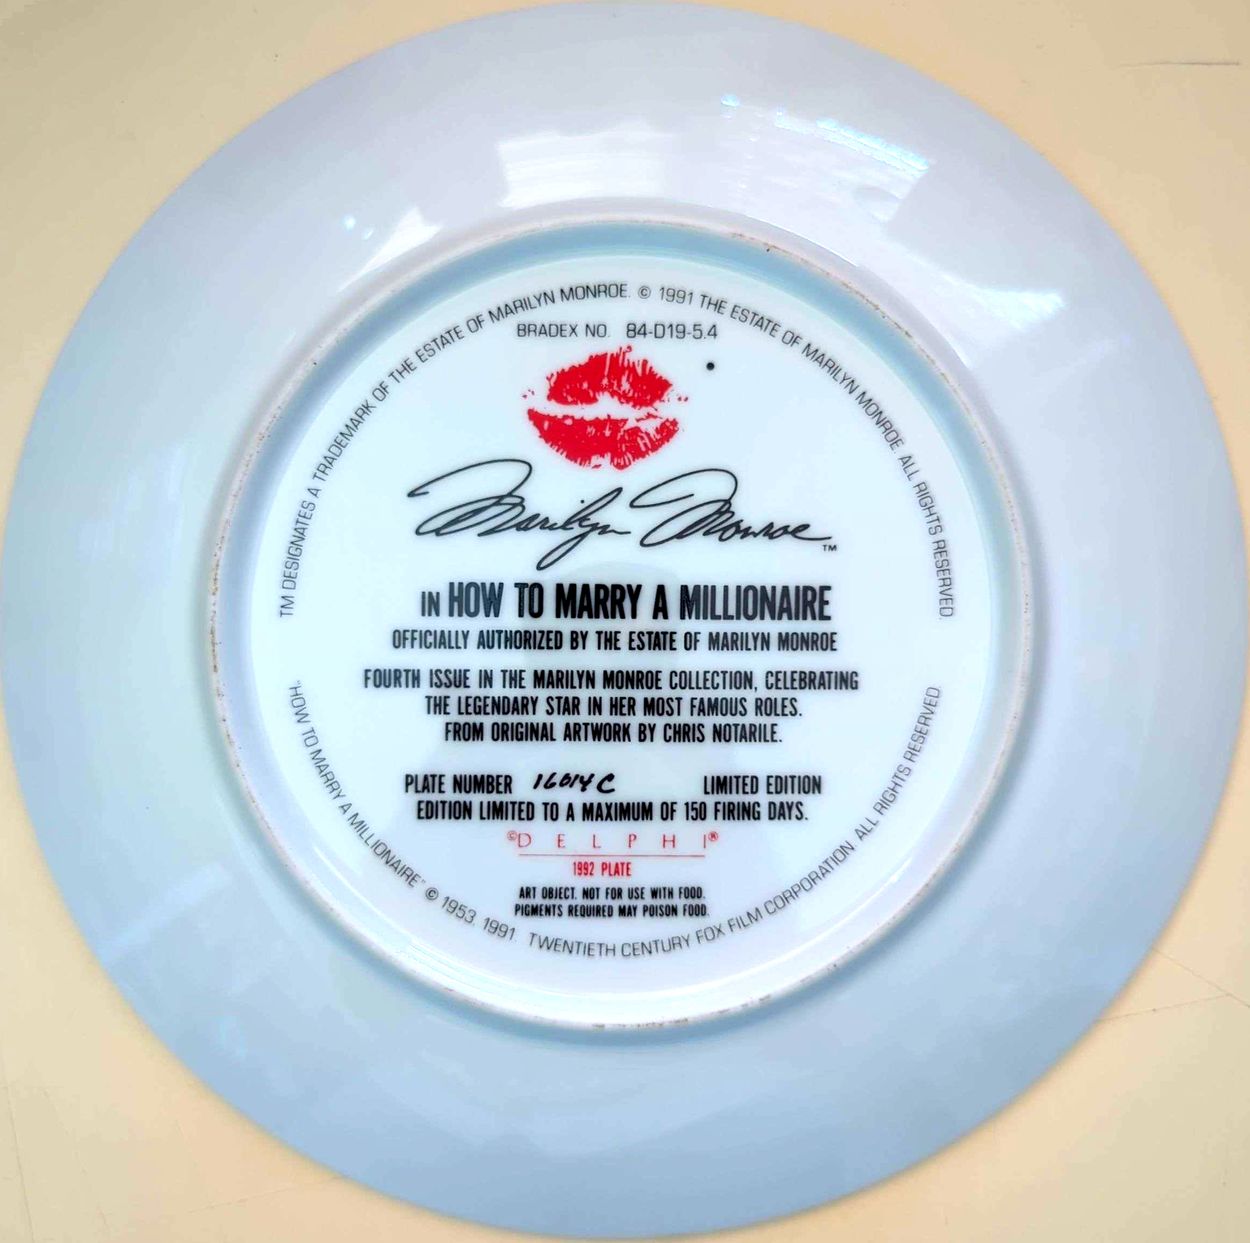 TM DESIGNATES A TRADEMARK OF THE ESTATE OF MARILYN MONROE. © 1991 THE ESTATE OF MARILYN MONROE ALL RIGHTS RESERVED.
BRADEX NO. 84-D19-5.4
Marilyn Monroe™
IN HOW TO MARRY A MILLIONAIRE
OFFICIALLY AUTHORIZED BY THE ESTATE OF MARILYN MONROE
FOURTH ISSUE IN THE MARILYN MONROE COLLECTION, CELEBRATING
THE LEGENDARY STAR IN HER MOST FAMOUS ROLES.
FROM ORIGINAL ARTWORK BY CHRIS NOTARILE.
PLATE NUMBER 16014C LIMITED EDITION
EDITION LIMITED TO A MAXIMUM OF 150 FIRING DAYS.
©DELPHI®
1992 PLATE
ART OBJECT. NOT FOR USE WITH FOOD.
PIGMENTS REQUIRED MAY POISON FOOD.
"HOW TO MARRY A MILLIONAIRE" © 1953, 1991 TWENTIETH CENTURY FOX FILM CORPORATION ALL RIGHTS RESERVED.